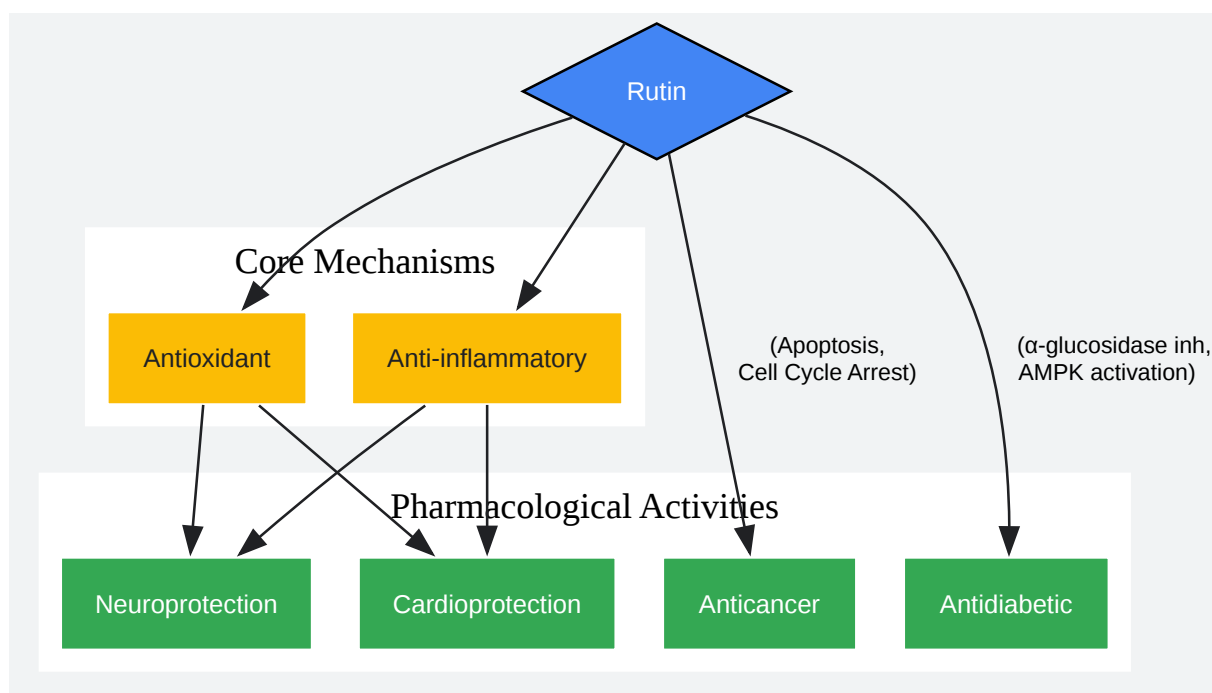 Rutin
Core Mechanisms
Antioxidant
Anti-inflammatory
(Apoptosis,
Cell Cycle Arrest)
(α-glucosidase inh,
AMPK activation)
Pharmacological Activities
Neuroprotection
Cardioprotection
Anticancer
Antidiabetic